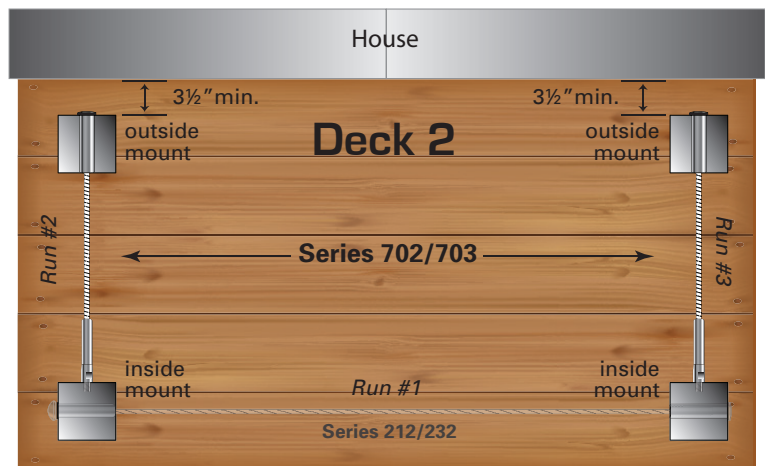 House
3½” min.
3½” min.
outside
mount
Deck 2
outside
mount
Run #2
Series 702/703
Run #3
inside
mount
Run #1
inside
mount
Series 212/232